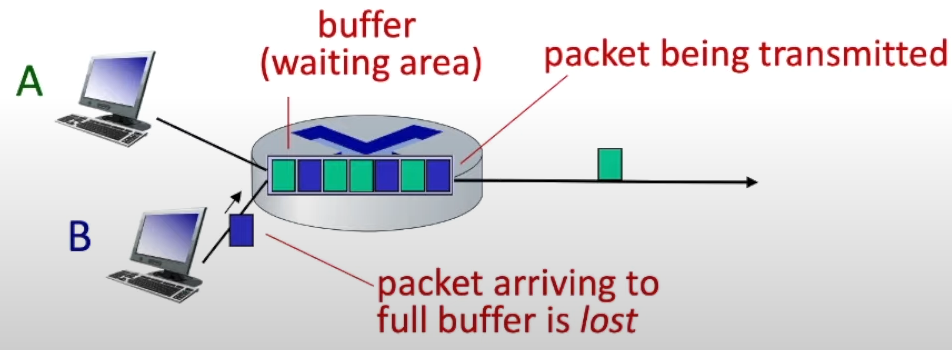 buffer
(waiting area)
packet being transmitted
A
B
packet arriving to
full buffer is lost